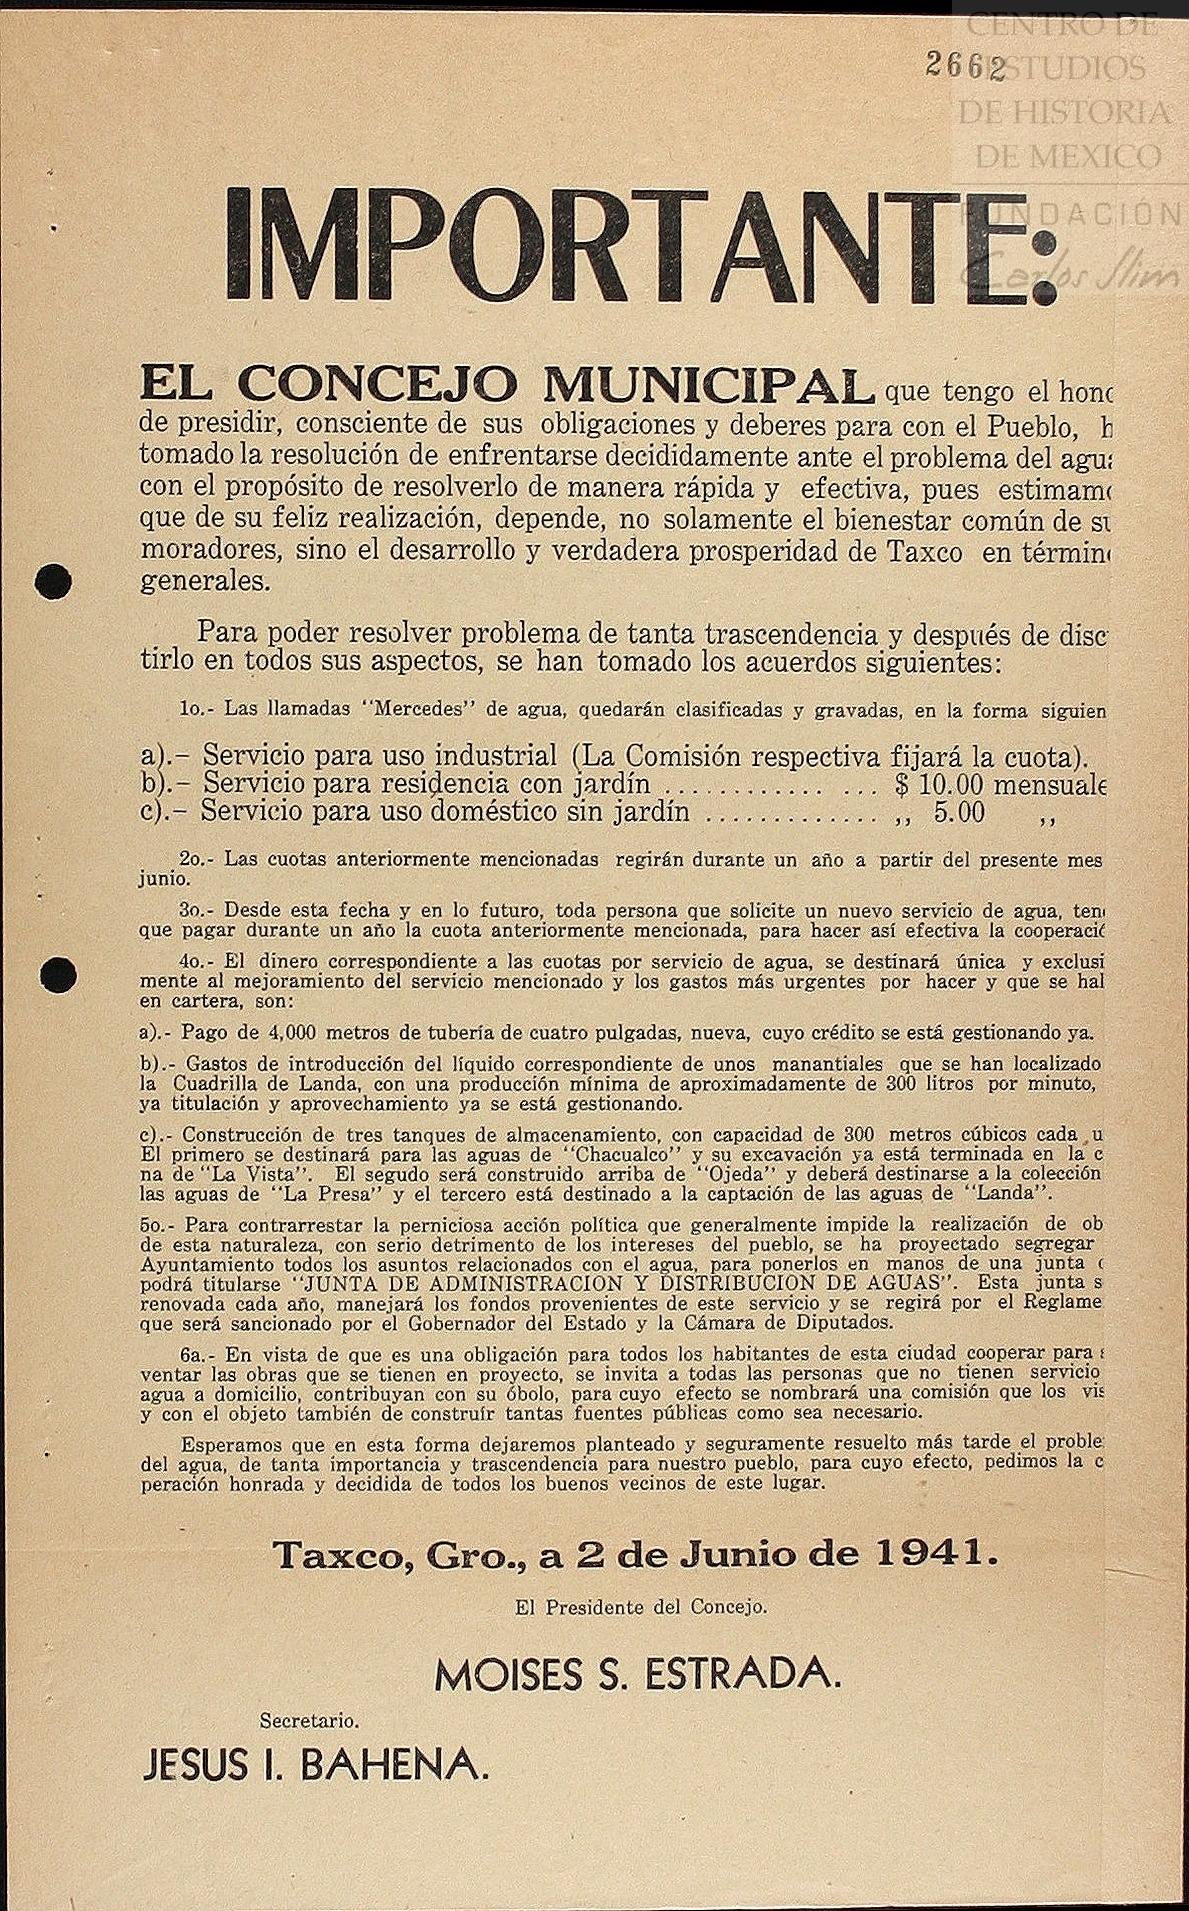 CENTRO DE
ESTUDIOS
DE HISTORIA
DE MEXICO
FUNDACIÓN
Carlos Slim
2662
IMPORTANTE:
EL CONCEJO MUNICIPAL que tengo el hono
de presidir, consciente de sus obligaciones y deberes para con el Pueblo, h
tomado la resolución de enfrentarse decididamente ante el problema del agua
con el propósito de resolverlo de manera rápida y efectiva, pues estimamo
que de su feliz realización, depende, no solamente el bienestar común de su
moradores, sino el desarrollo y verdadera prosperidad de Taxco en término
generales.
Para poder resolver problema de tanta trascendencia y después de disc
tirlo en todos sus aspectos, se han tomado los acuerdos siguientes:
1o.- Las llamadas "Mercedes" de agua, quedarán clasificadas y gravadas, en la forma siguien
a).- Servicio para uso industrial (La Comisión respectiva fijará la cuota).
b).- Servicio para residencia con jardín ............. ... $ 10.00 mensuale
c).- Servicio para uso doméstico sin jardín .............. ,, 5.00 ,,
2o.- Las cuotas anteriormente mencionadas regirán durante un año a partir del presente mes
junio.
3o.- Desde esta fecha y en lo futuro, toda persona que solicite un nuevo servicio de agua, ten
que pagar durante un año la cuota anteriormente mencionada, para hacer así efectiva la cooperació
4o.- El dinero correspondiente a las cuotas por servicio de agua, se destinará única y exclusi
mente al mejoramiento del servicio mencionado y los gastos más urgentes por hacer y que se hal
en cartera, son:
a).- Pago de 4,000 metros de tubería de cuatro pulgadas, nueva, cuyo crédito se está gestionando ya.
b).- Gastos de introducción del líquido correspondiente de unos manantiales que se han localizado
la Cuadrilla de Landa, con una producción mínima de aproximadamente de 300 litros por minuto,
ya titulación y aprovechamiento ya se está gestionando.
c).- Construcción de tres tanques de almacenamiento, con capacidad de 300 metros cúbicos cada u
El primero se destinará para las aguas de "Chacualco" y su excavación ya está terminada en la c
na de "La Vista". El segudo será construido arriba de "Ojeda" y deberá destinarse a la colección
las aguas de "La Presa" y el tercero está destinado a la captación de las aguas de "Landa".
5o.- Para contrarrestar la perniciosa acción política que generalmente impide la realización de ob
de esta naturaleza, con serio detrimento de los intereses del pueblo, se ha proyectado segregar
Ayuntamiento todos los asuntos relacionados con el agua, para ponerlos en manos de una junta
podrá titularse "JUNTA DE ADMINISTRACION Y DISTRIBUCION DE AGUAS". Esta junta s
renovada cada año, manejará los fondos provenientes de este servicio y se regirá por el Reglame
que será sancionado por el Gobernador del Estado y la Cámara de Diputados.
6a.- En vista de que es una obligación para todos los habitantes de esta ciudad cooperar para
ventar las obras que se tienen en proyecto, se invita a todas las personas que no tienen servicio
agua a domicilio, contribuyan con su óbolo, para cuyo efecto se nombrará una comisión que los vis
y con el objeto también de construír tantas fuentes públicas como sea necesario.
Esperamos que en esta forma dejaremos planteado y seguramente resuelto más tarde el proble
del agua, de tanta importancia y trascendencia para nuestro pueblo, para cuyo efecto, pedimos la c
peración honrada y decidida de todos los buenos vecinos de este lugar.
Taxco, Gro., a 2 de Junio de 1941.
El Presidente del Concejo.
MOISES S. ESTRADA.
Secretario.
JESUS I. BAHENA.